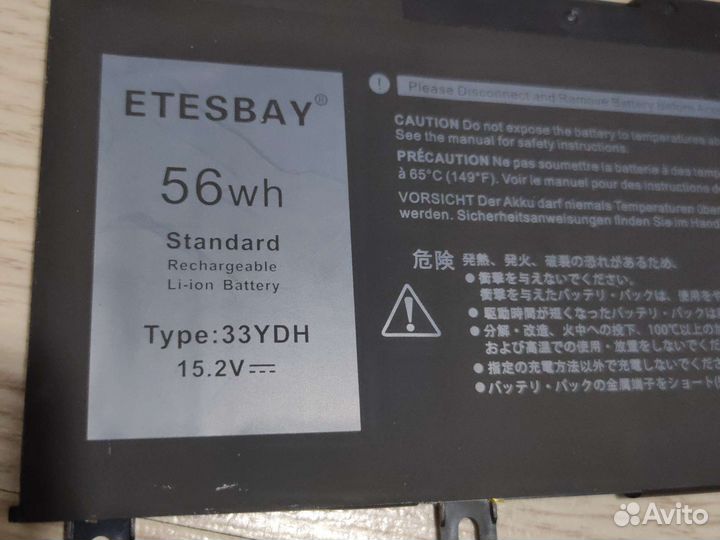 ETESBAY®
56wh
Standard
Rechargeable
Li-ion Battery
Type:33YDH
15.2V
! Please Disconnect and Remove Battery Before
CAUTION Do not expose the battery to temperatures
See the manual for safety instructions.
PRÉCAUTION Ne pas soumettre la batterie à des
à 65°C (149°F). Voir le manuel pour des instructions
VORSICHT Der Akku darf niemals Temperaturen über
werden. Sicherheitsanweisungen finden Sie im
危険 発熱、発火、破裂の恐れがあるため、
●衝撃を与えないでください。
衝撃を与えたバッテリ・パックは、使用を
●駆動時間が短くなったバッテリ・パックは
●分解・改造、火中への投下、100℃以上の
および高温での使用・放置をしないでくだ
●指定の充電方法以外で充電しないでくださ
●バッテリ・パックの金属端子をショート
Avito